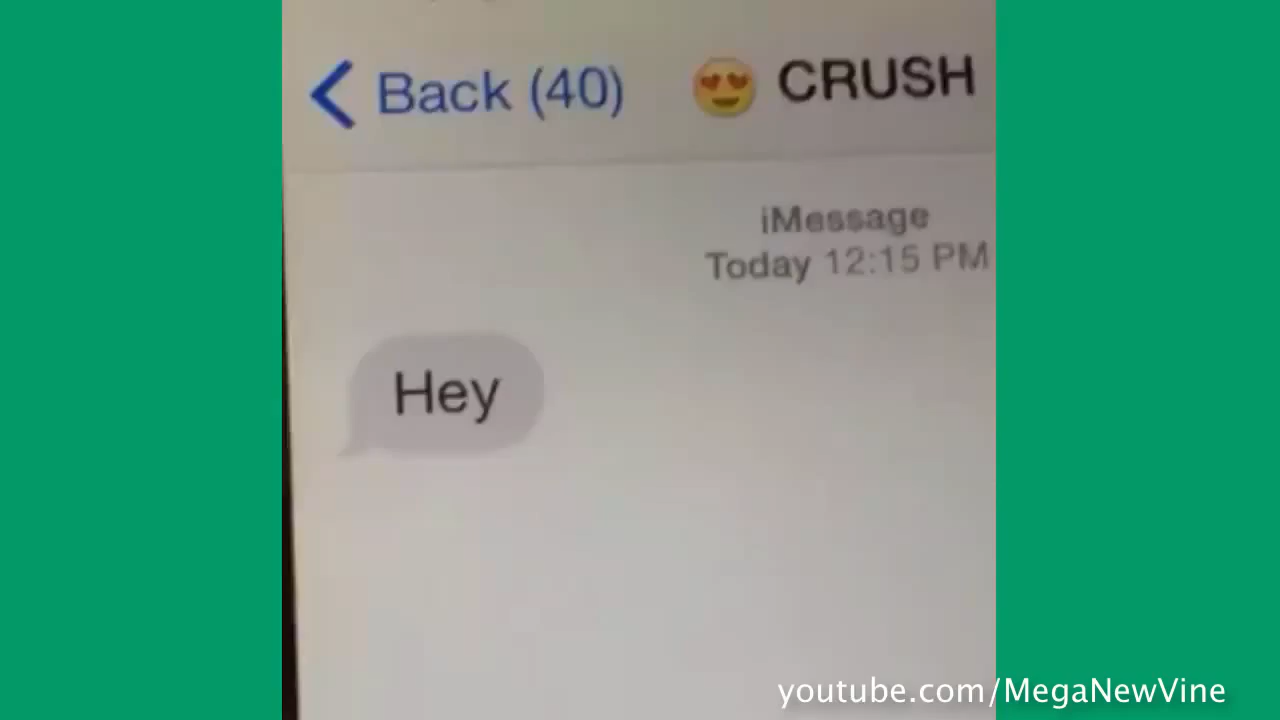 Back (40) 😍 CRUSH
iMessage
Today 12:15 PM
Hey
youtube.com/MegaNewVine